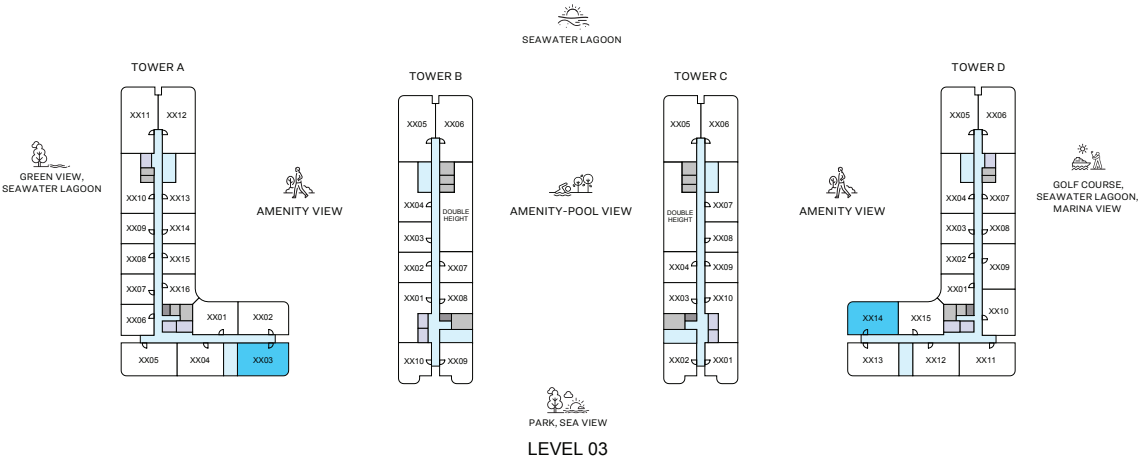 SEAWATER LAGOON
TOWER A
TOWER B
TOWER C
TOWER D
XX11 XX12
XX05 XX06
XX05 XX06
XX05 XX06
GREEN VIEW,
SEAWATER LAGOON
AMENITY VIEW
AMENITY-POOL VIEW
AMENITY VIEW
GOLF COURSE,
SEAWATER LAGOON,
MARINA VIEW
XX10 XX13
XX09 XX14
XX08 XX15
XX07 XX16
XX06 XX01 XX02
XX05 XX04 XX03
XX04 DOUBLE
HEIGHT
XX03
XX02 XX07
XX01 XX08
XX10 XX09
DOUBLE
HEIGHT
XX07
XX08
XX04 XX09
XX03 XX10
XX02 XX01
XX04 XX07
XX03 XX08
XX02 XX09
XX01
XX14 XX15 XX10
XX13 XX12 XX11
PARK, SEA VIEW
LEVEL 03